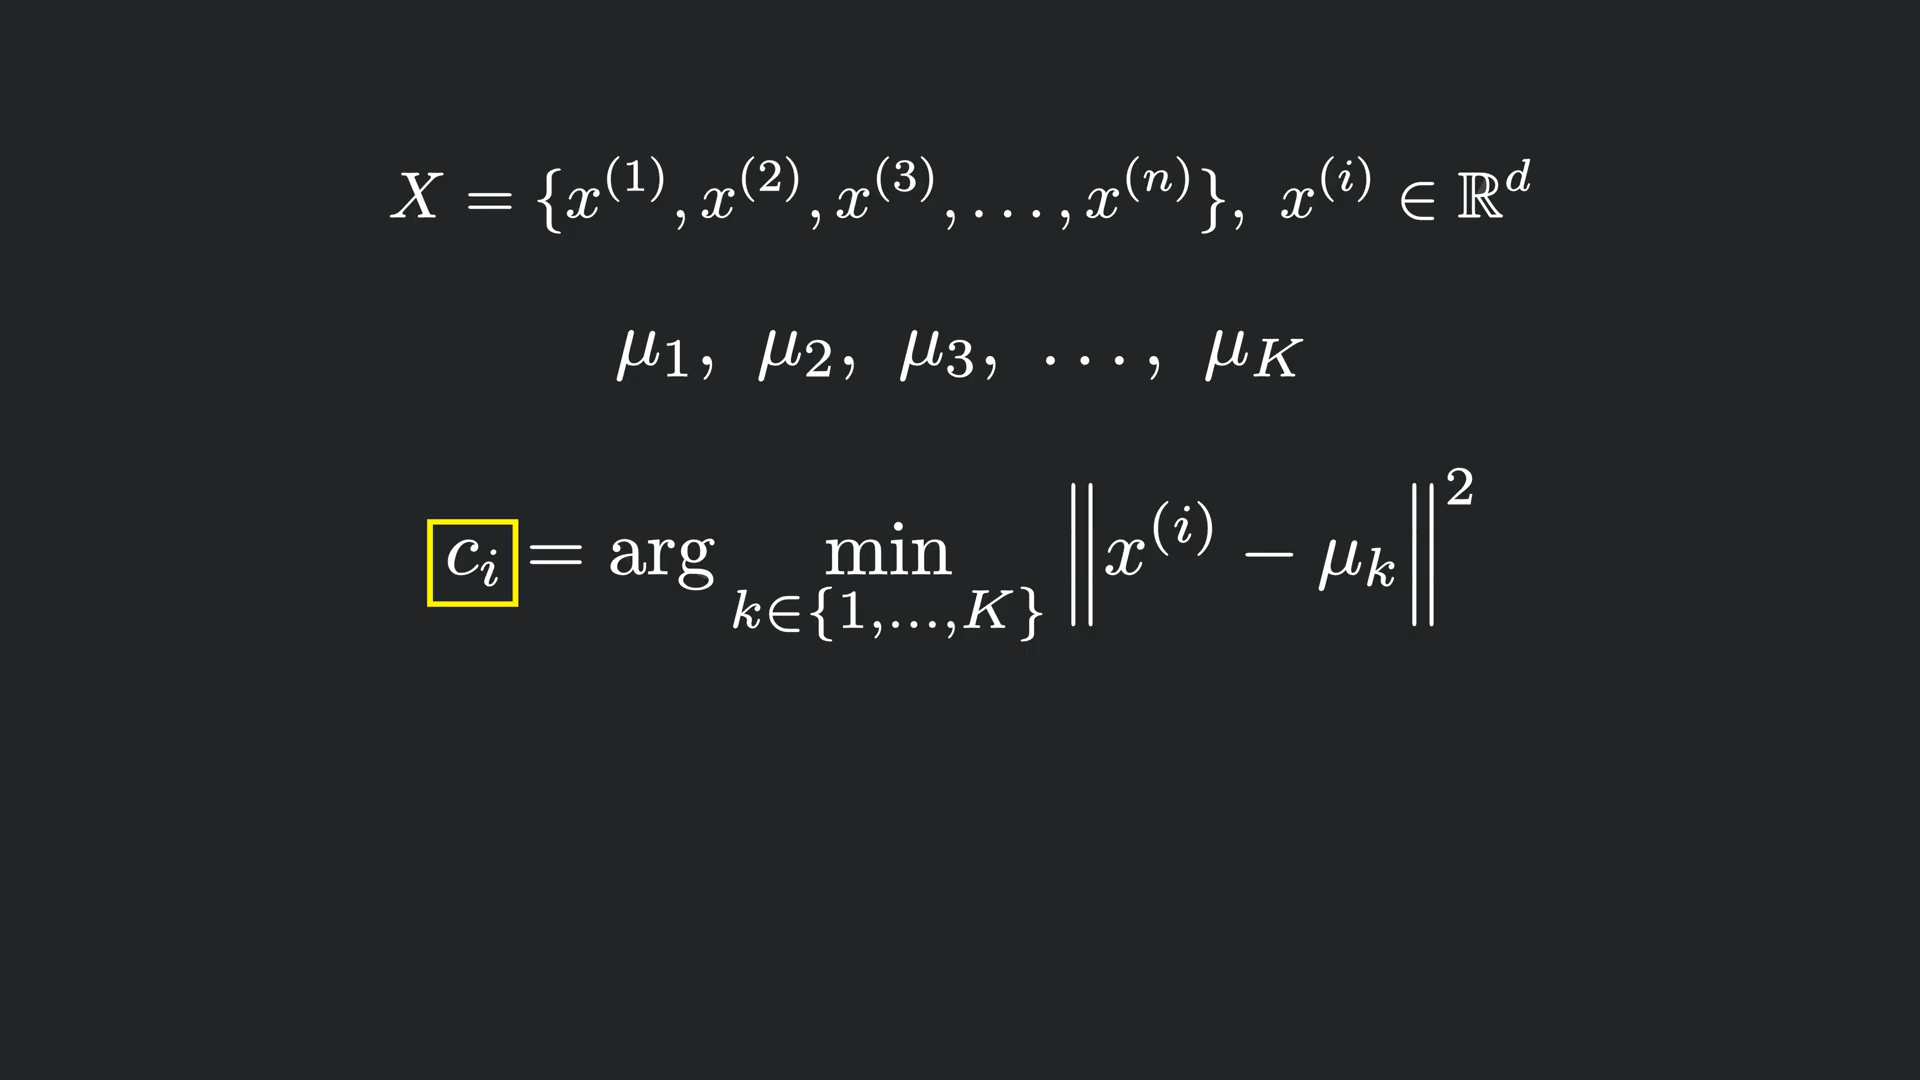 X = {x^{(1)}, x^{(2)}, x^{(3)}, ..., x^{(n)}}, x^{(i)} ∈ ℝ^d
μ_1, μ_2, μ_3, ..., μ_K
c_i = arg min_{k∈{1,...,K}} ‖x^{(i)} − μ_k‖^2